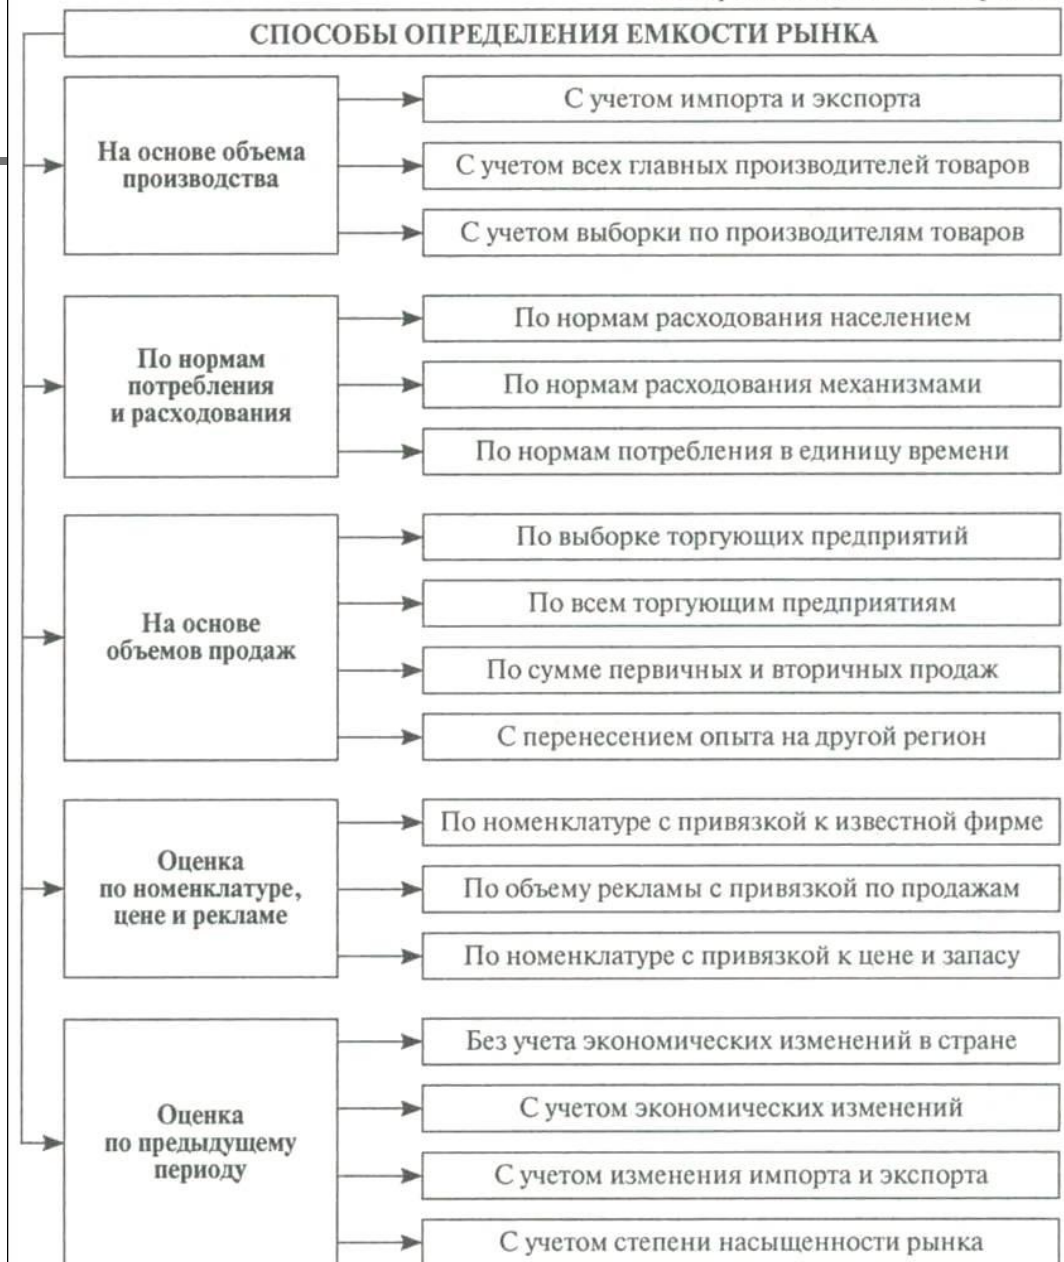 СПОСОБЫ ОПРЕДЕЛЕНИЯ ЕМКОСТИ РЫНКА
На основе объема
производства
С учетом импорта и экспорта
С учетом всех главных производителей товаров
С учетом выборки по производителям товаров
По нормам
потребления
и расходования
По нормам расходования населением
По нормам расходования механизмами
По нормам потребления в единицу времени
На основе
объемов продаж
По выборке торгующих предприятий
По всем торгующим предприятиям
По сумме первичных и вторичных продаж
С перенесением опыта на другой регион
Оценка
по номенклатуре,
цене и рекламе
По номенклатуре с привязкой к известной фирме
По объему рекламы с привязкой по продажам
По номенклатуре с привязкой к цене и запасу
Оценка
по предыдущему
периоду
Без учета экономических изменений в стране
С учетом экономических изменений
С учетом изменения импорта и экспорта
С учетом степени насыщенности рынка